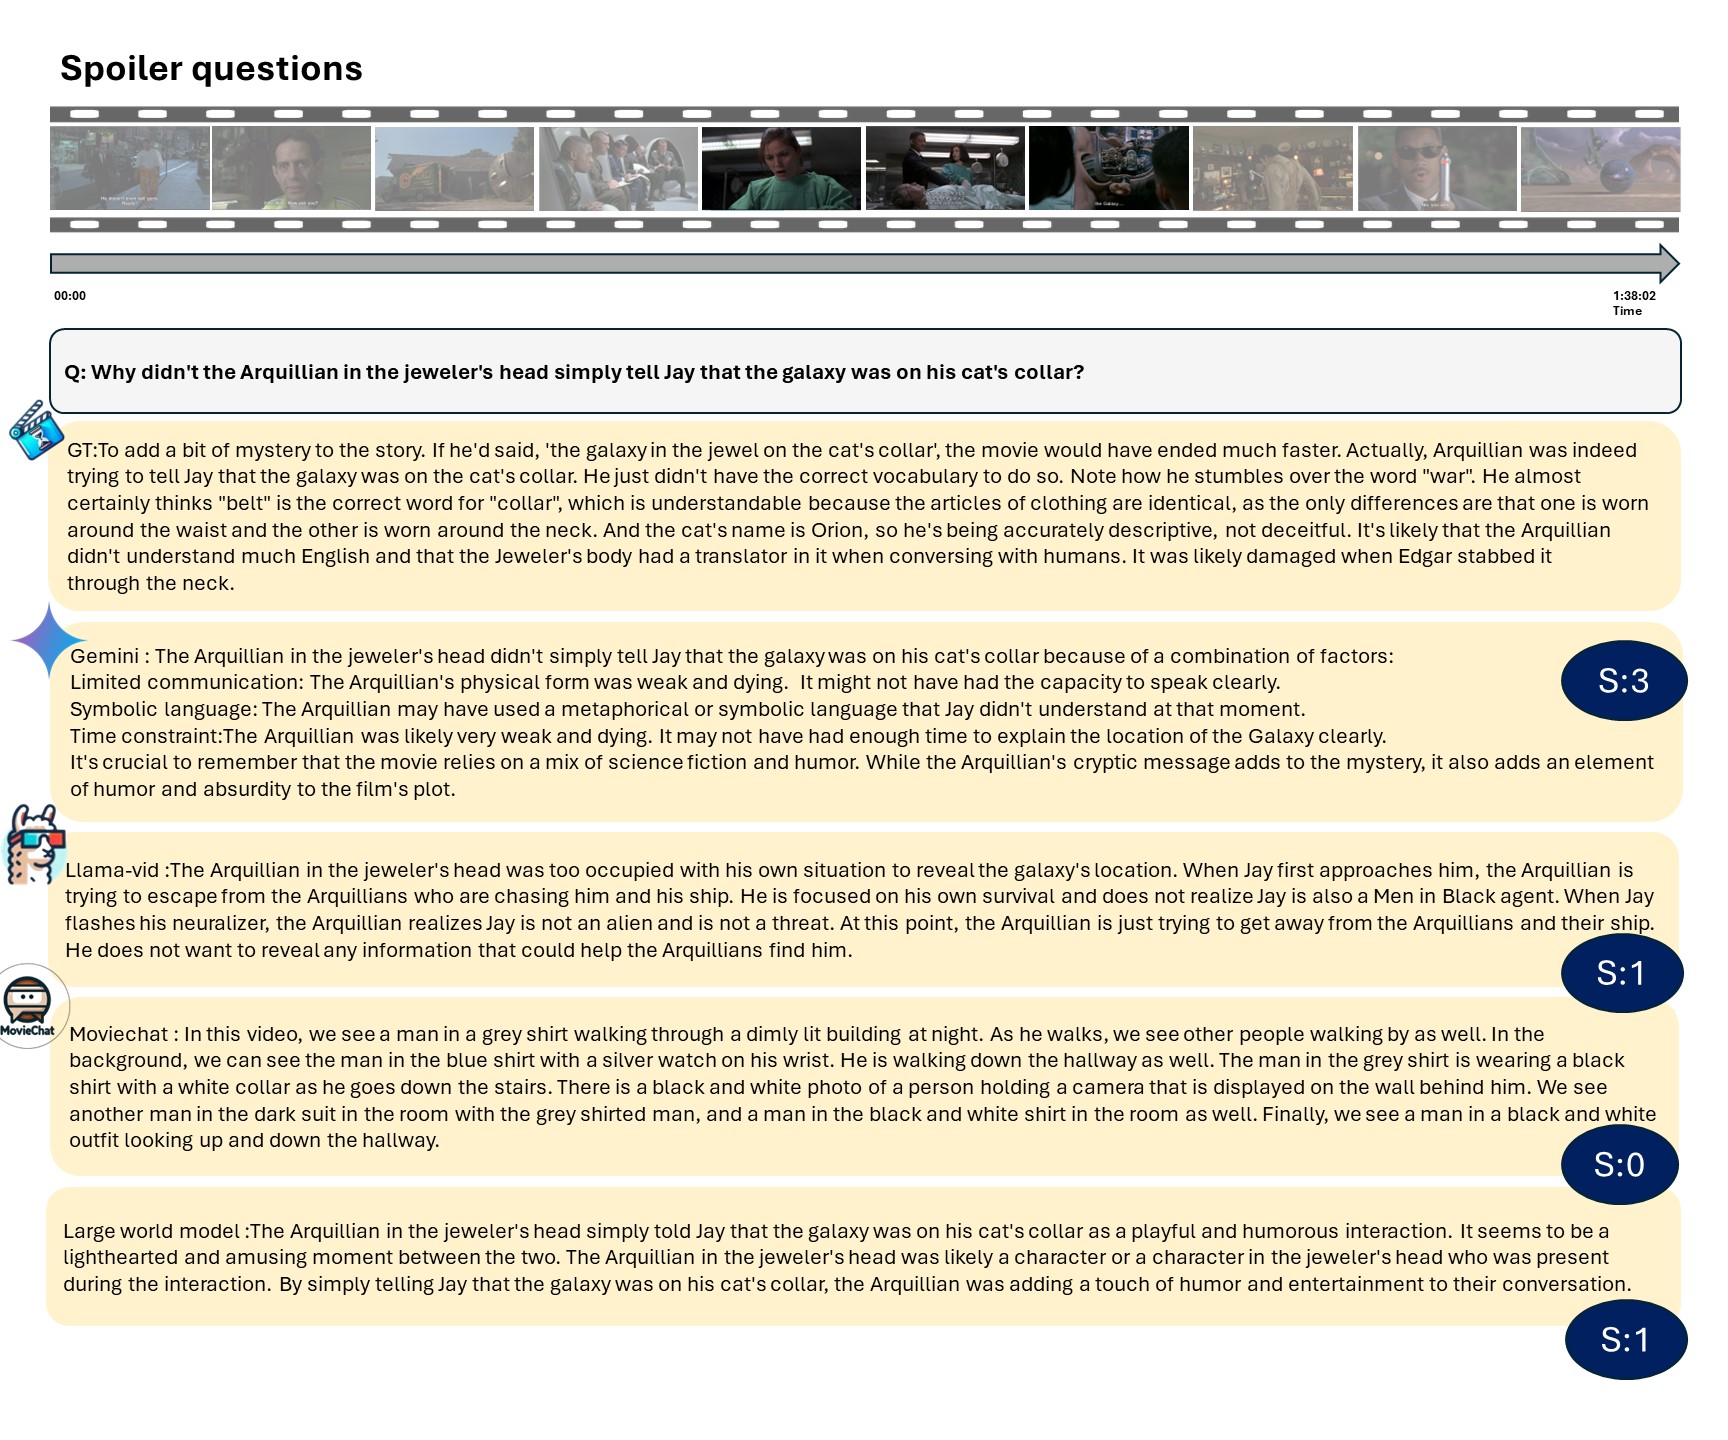 Spoiler questions
the Galaxy...
00:00
1:38:02
Time
Q: Why didn't the Arquillian in the jeweler's head simply tell Jay that the galaxy was on his cat's collar?
GT:To add a bit of mystery to the story. If he'd said, 'the galaxy in the jewel on the cat's collar', the movie would have ended much faster. Actually, Arquillian was indeed
trying to tell Jay that the galaxy was on the cat's collar. He just didn't have the correct vocabulary to do so. Note how he stumbles over the word "war". He almost
certainly thinks "belt" is the correct word for "collar", which is understandable because the articles of clothing are identical, as the only differences are that one is worn
around the waist and the other is worn around the neck. And the cat's name is Orion, so he's being accurately descriptive, not deceitful. It's likely that the Arquillian
didn't understand much English and that the Jeweler's body had a translator in it when conversing with humans. It was likely damaged when Edgar stabbed it
through the neck.
Gemini : The Arquillian in the jeweler's head didn't simply tell Jay that the galaxy was on his cat's collar because of a combination of factors:
Limited communication: The Arquillian's physical form was weak and dying.  It might not have had the capacity to speak clearly.
S:3
Symbolic language: The Arquillian may have used a metaphorical or symbolic language that Jay didn't understand at that moment.
Time constraint:The Arquillian was likely very weak and dying. It may not have had enough time to explain the location of the Galaxy clearly.
It's crucial to remember that the movie relies on a mix of science fiction and humor. While the Arquillian's cryptic message adds to the mystery, it also adds an element
of humor and absurdity to the film's plot.
Llama-vid :The Arquillian in the jeweler's head was too occupied with his own situation to reveal the galaxy's location. When Jay first approaches him, the Arquillian is
trying to escape from the Arquillians who are chasing him and his ship. He is focused on his own survival and does not realize Jay is also a Men in Black agent. When Jay
flashes his neuralizer, the Arquillian realizes Jay is not an alien and is not a threat. At this point, the Arquillian is just trying to get away from the Arquillians and their ship.
He does not want to reveal any information that could help the Arquillians find him.
S:1
MovieChat
Moviechat : In this video, we see a man in a grey shirt walking through a dimly lit building at night. As he walks, we see other people walking by as well. In the
background, we can see the man in the blue shirt with a silver watch on his wrist. He is walking down the hallway as well. The man in the grey shirt is wearing a black
shirt with a white collar as he goes down the stairs. There is a black and white photo of a person holding a camera that is displayed on the wall behind him. We see
another man in the dark suit in the room with the grey shirted man, and a man in the black and white shirt in the room as well. Finally, we see a man in a black and white
outfit looking up and down the hallway.
S:0
Large world model :The Arquillian in the jeweler's head simply told Jay that the galaxy was on his cat's collar as a playful and humorous interaction. It seems to be a
lighthearted and amusing moment between the two. The Arquillian in the jeweler's head was likely a character or a character in the jeweler's head who was present
during the interaction. By simply telling Jay that the galaxy was on his cat's collar, the Arquillian was adding a touch of humor and entertainment to their conversation.
S:1